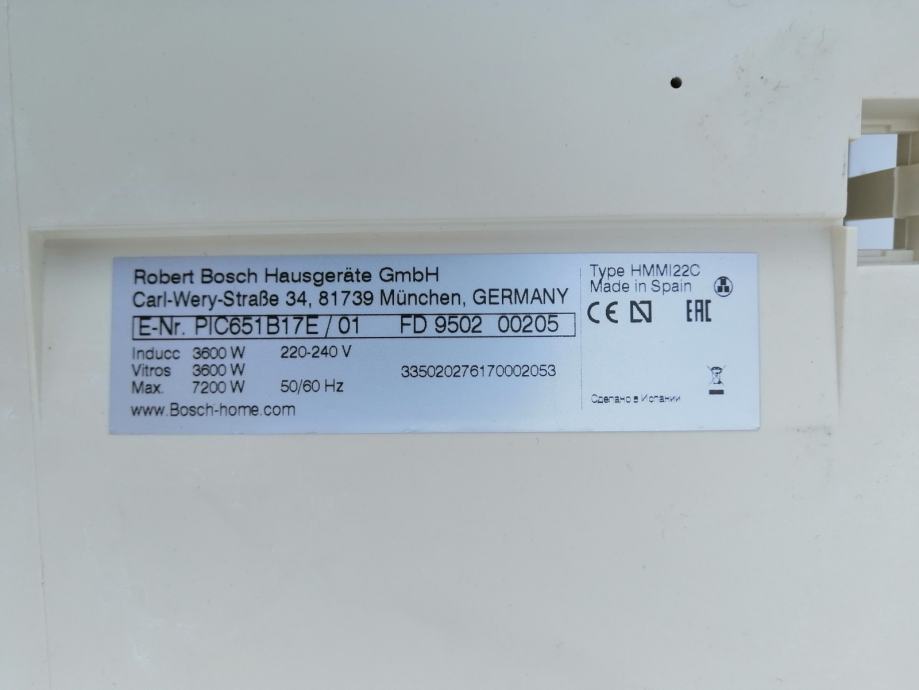 Robert Bosch Hausgeräte GmbH
Carl-Wery-Straße 34, 81739 München, GERMANY
E-Nr. PIC651B17E / 01 FD 9502 00205
Inducc 3600 W 220-240 V
Vitros 3600 W
Max. 7200 W 50/60 Hz
335020276170002053
www.Bosch-home.com
Type HMMI22C
Made in Spain
CE N EAC
Сделано в Испании